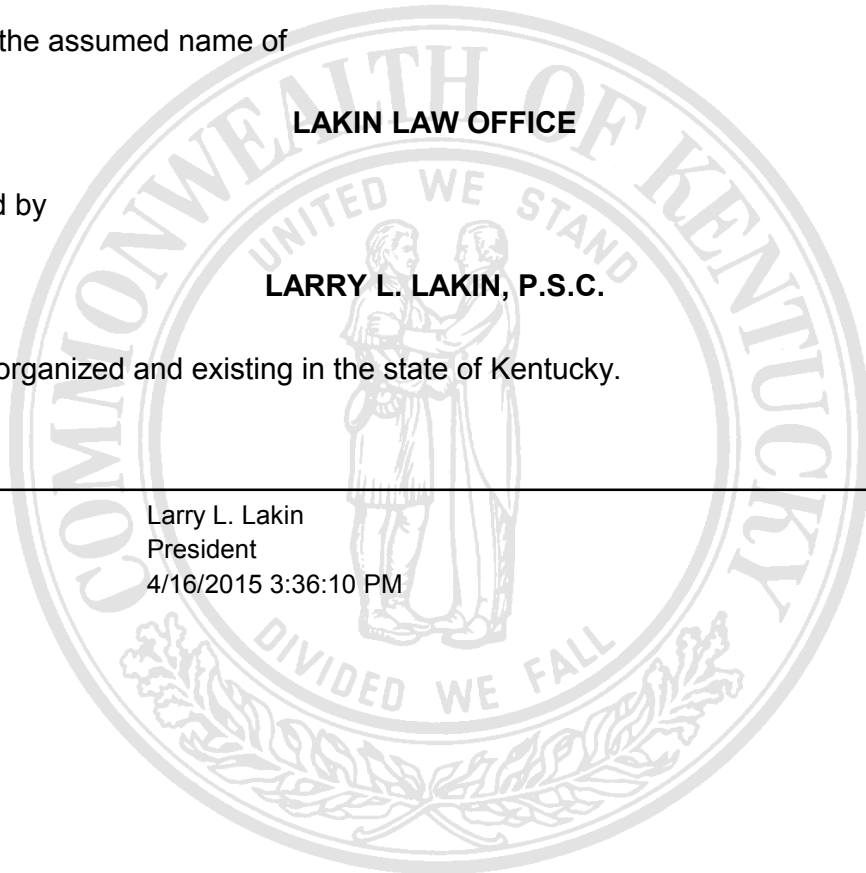 the assumed name of
LAKIN LAW OFFICE
d by
LARRY L. LAKIN, P.S.C.
organized and existing in the state of Kentucky.
Larry L. Lakin
President
4/16/2015 3:36:10 PM
COMMONWEALTH OF KENTUCKY
UNITED WE STAND
DIVIDED WE FALL